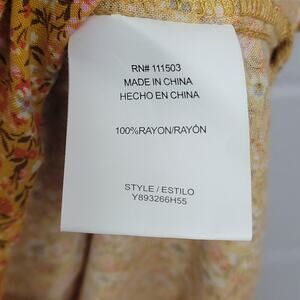 RN# 111503
MADE IN CHINA
HECHO EN CHINA
100%RAYON/RAYÓN
STYLE / ESTILO
Y893266H55